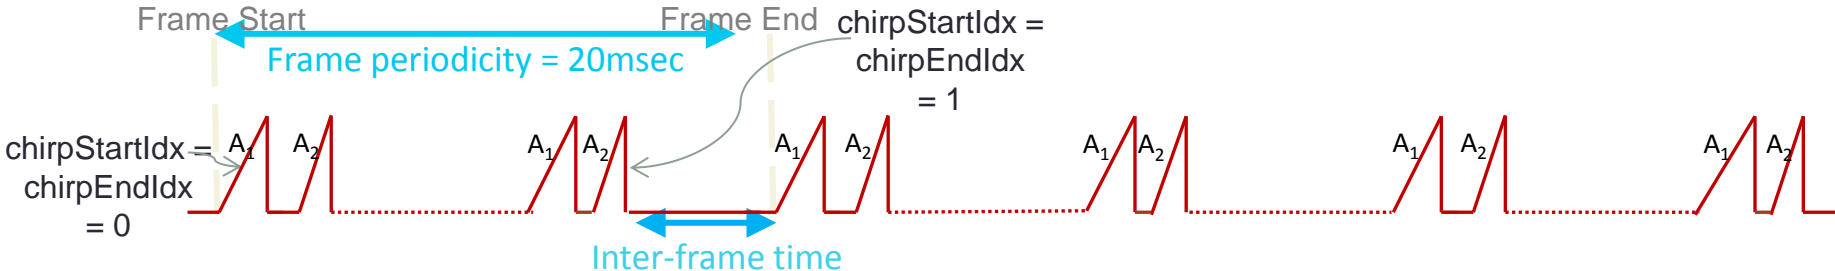 Frame Start
Frame End
chirpStartIdx =
chirpEndIdx
= 1
Frame periodicity = 20msec
chirpStartIdx =
chirpEndIdx
= 0
A1 A2 A1 A2 A1 A2 A1 A2 A1 A2 A1 A2
Inter-frame time